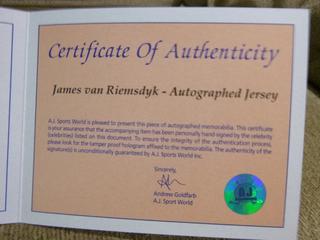 Certificate Of Authenticity
James van Riemsdyk - Autographed Jersey
A.J. Sports World is pleased to present this piece of autographed memorabilia. This certificate
is your assurance that the accompanying item has been personally hand signed by the celebrity
(celebrities) listed on this document. To ensure the integrity of the authentication process,
please look for the tamper proof hologram affixed to the memorabilia. The authenticity of the
signature(s) is unconditionally guaranteed by A.J. Sports World Inc.
Sincerely,
Andrew Goldfarb
A.J. Sport World
A.J.